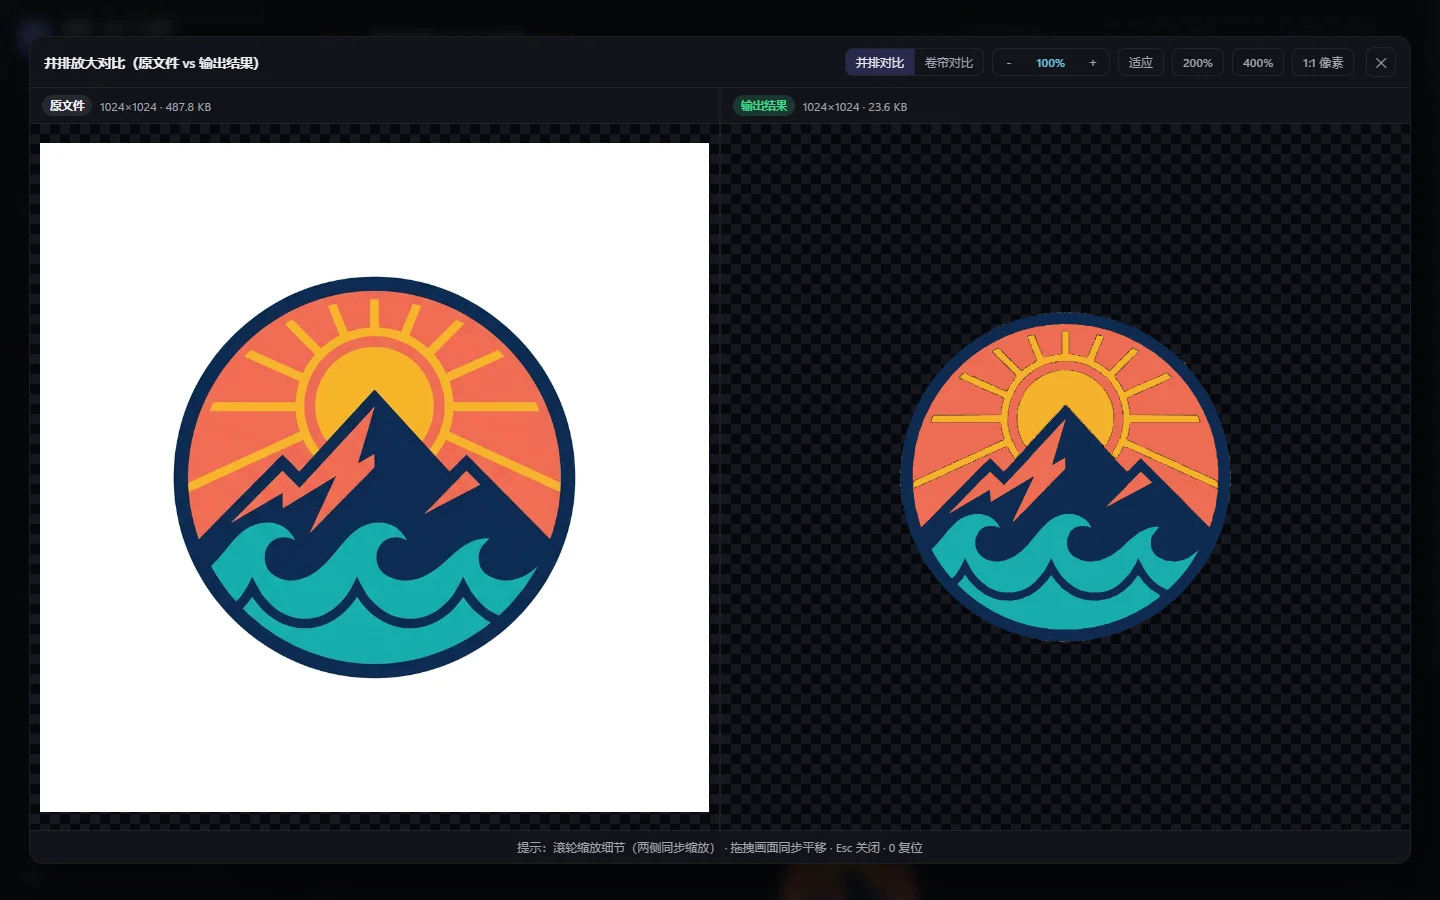 并排放大对比（原文件 vs 输出结果）
并排对比 卷帘对比 - 100% + 适应 200% 400% 1:1 像素 ×
原文件 1024×1024 · 487.8 KB
输出结果 1024×1024 · 23.6 KB
提示：滚轮缩放细节（两侧同步缩放） · 拖拽画面同步平移 · Esc 关闭 · 0 复位